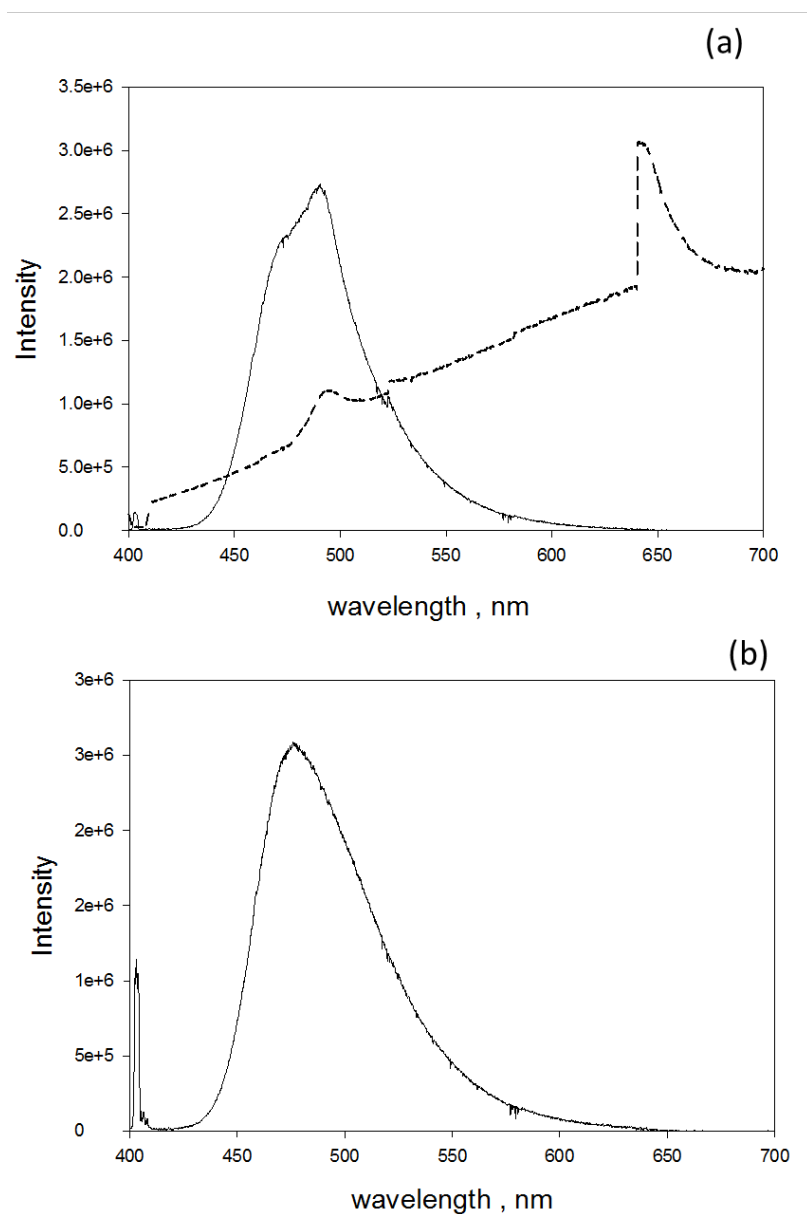 (a)
3.5e+6
3.0e+6
2.5e+6
2.0e+6
1.5e+6
1.0e+6
5.0e+5
0.0
Intensity
400 450 500 550 600 650 700
wavelength , nm
(b)
3e+6
3e+6
2e+6
2e+6
1e+6
5e+5
0
Intensity
400 450 500 550 600 650 700
wavelength , nm